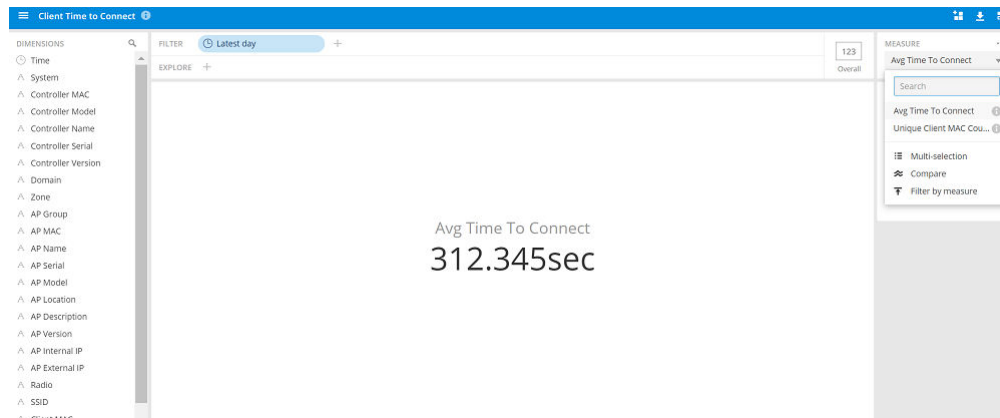 Client Time to Connect
DIMENSIONS
Time
System
Controller MAC
Controller Model
Controller Name
Controller Serial
Controller Version
Domain
Zone
AP Group
AP MAC
AP Name
AP Serial
AP Model
AP Location
AP Description
AP Version
AP Internal IP
AP External IP
Radio
SSID
Client MAC
FILTER Latest day
EXPLORE
123
Overall
Avg Time To Connect
312.345sec
MEASURE
Avg Time To Connect
Search
Avg Time To Connect
Unique Client MAC Cou...
Multi-selection
Compare
Filter by measure